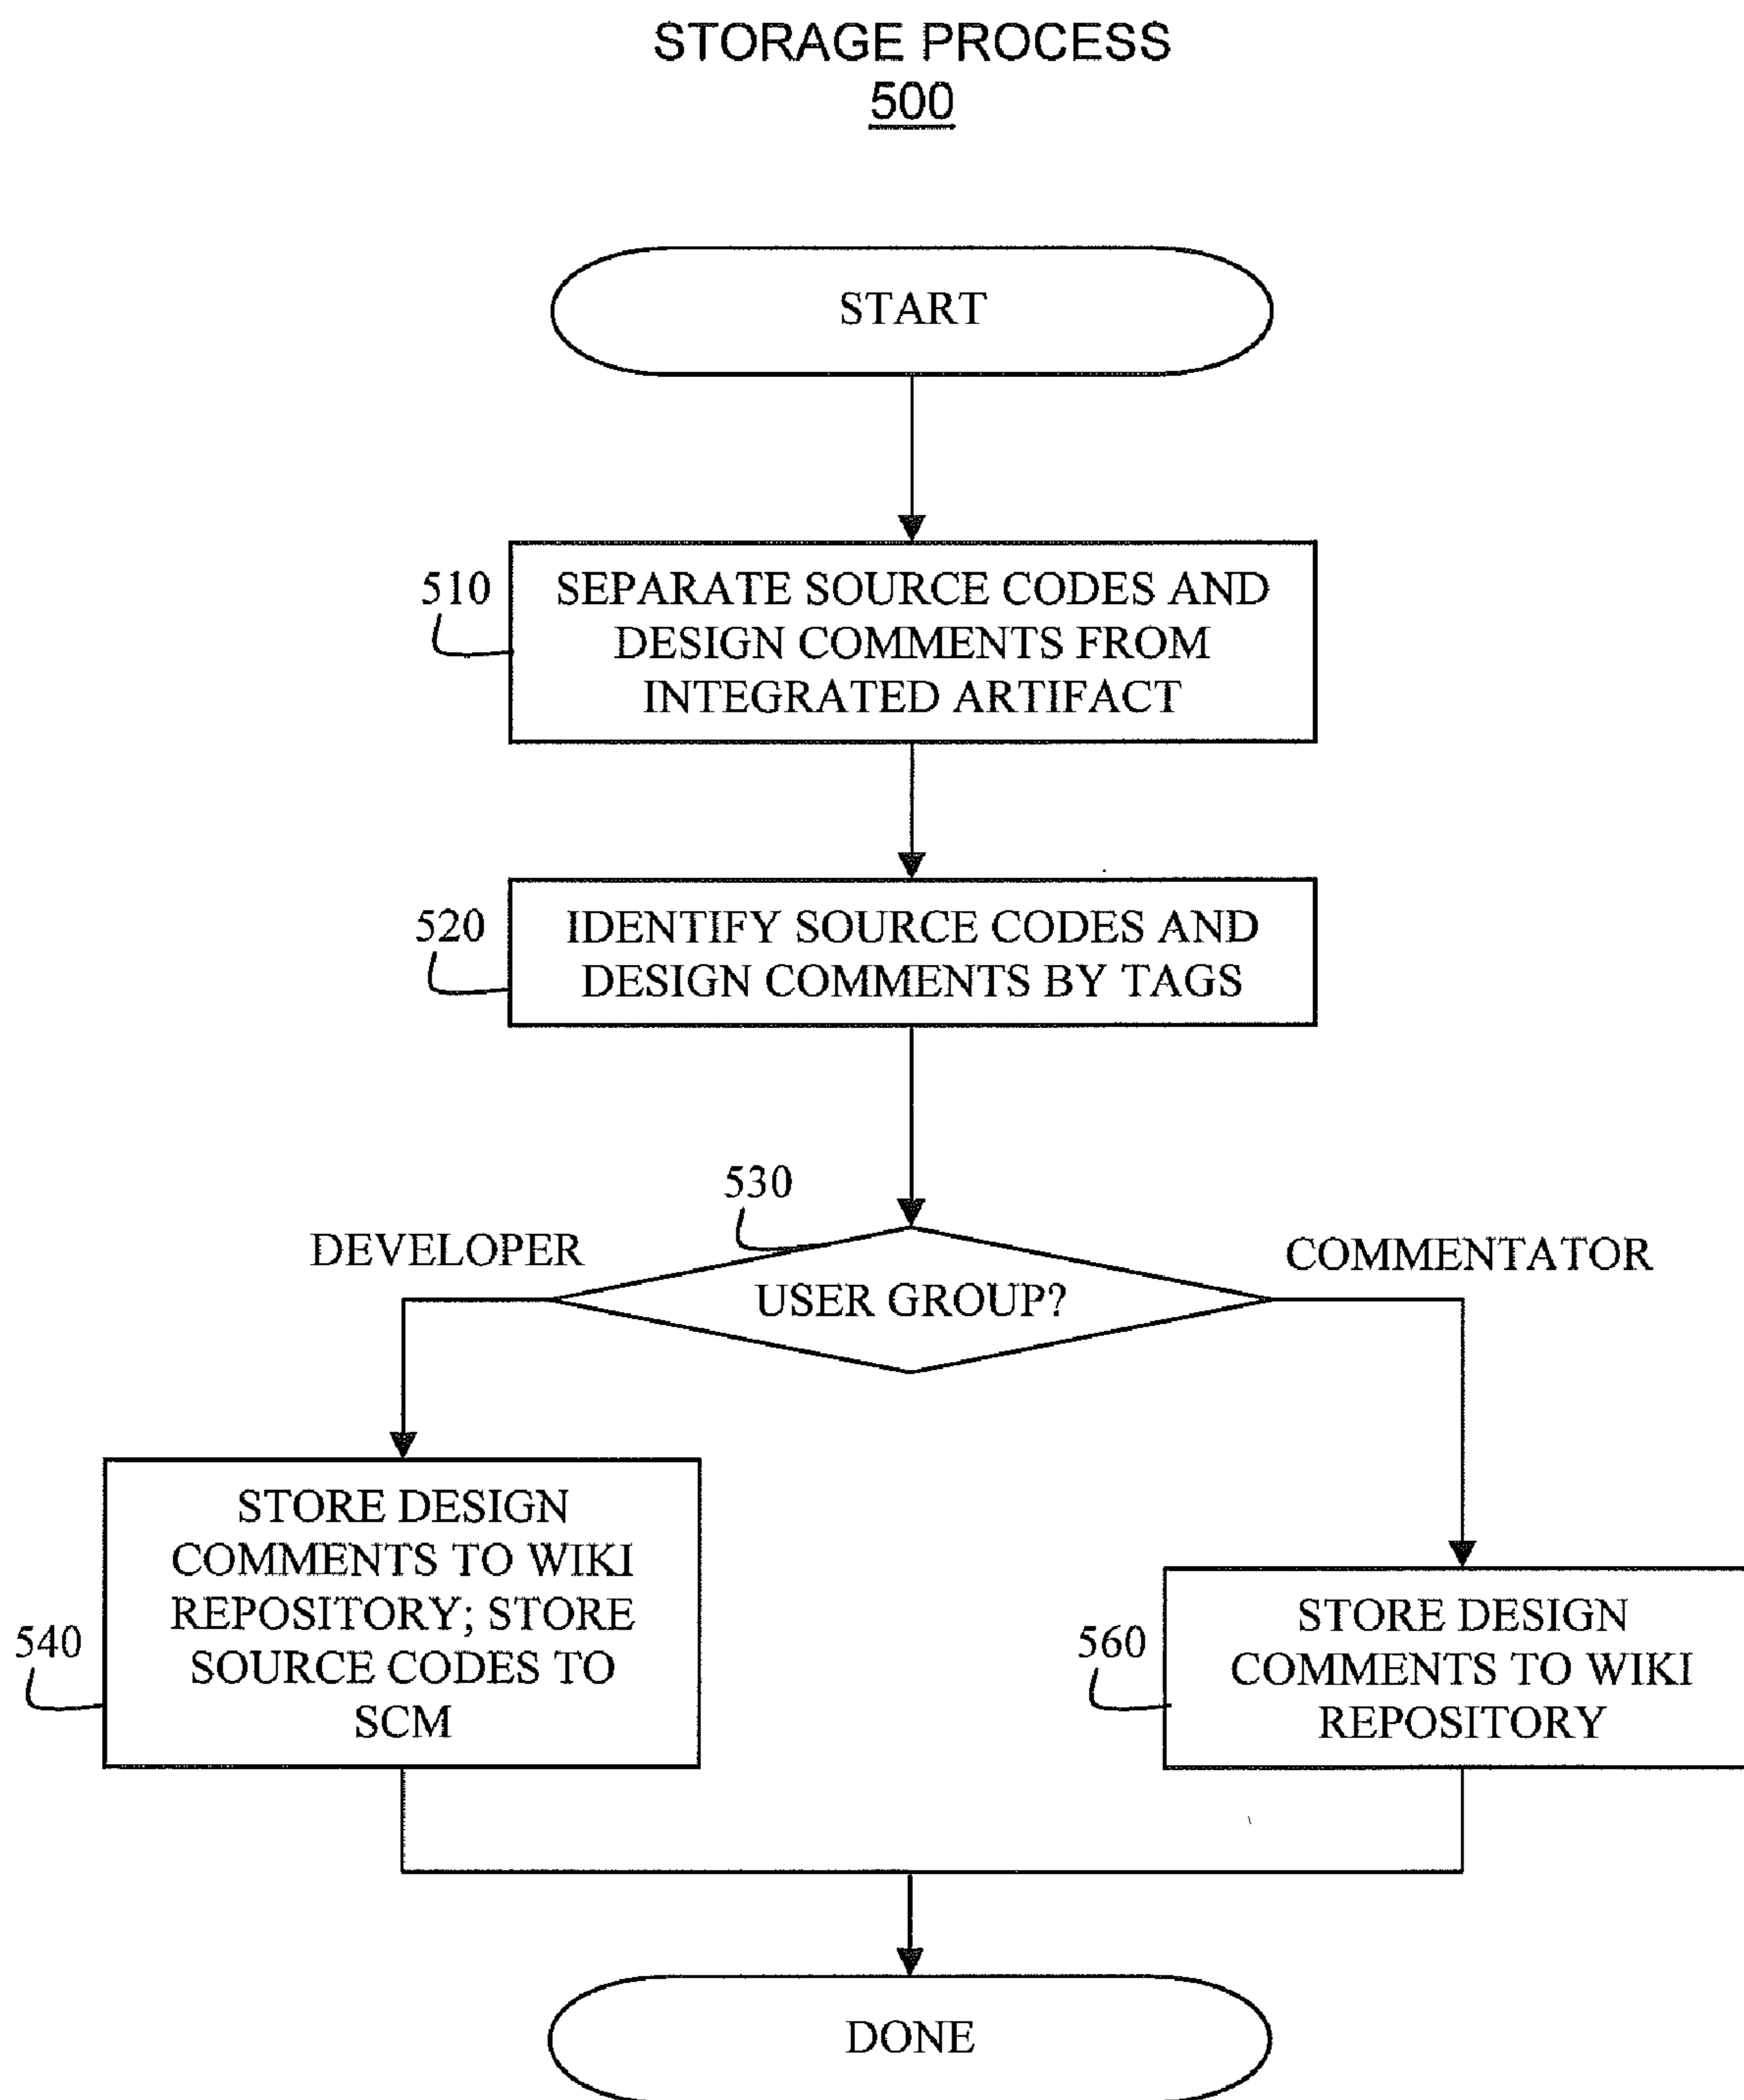 STORAGE PROCESS
500
START
510
SEPARATE SOURCE CODES AND
DESIGN COMMENTS FROM
INTEGRATED ARTIFACT
520
IDENTIFY SOURCE CODES AND
DESIGN COMMENTS BY TAGS
530
DEVELOPER
USER GROUP?
COMMENTATOR
540
STORE DESIGN
COMMENTS TO WIKI
REPOSITORY; STORE
SOURCE CODES TO
SCM
560
STORE DESIGN
COMMENTS TO WIKI
REPOSITORY
DONE